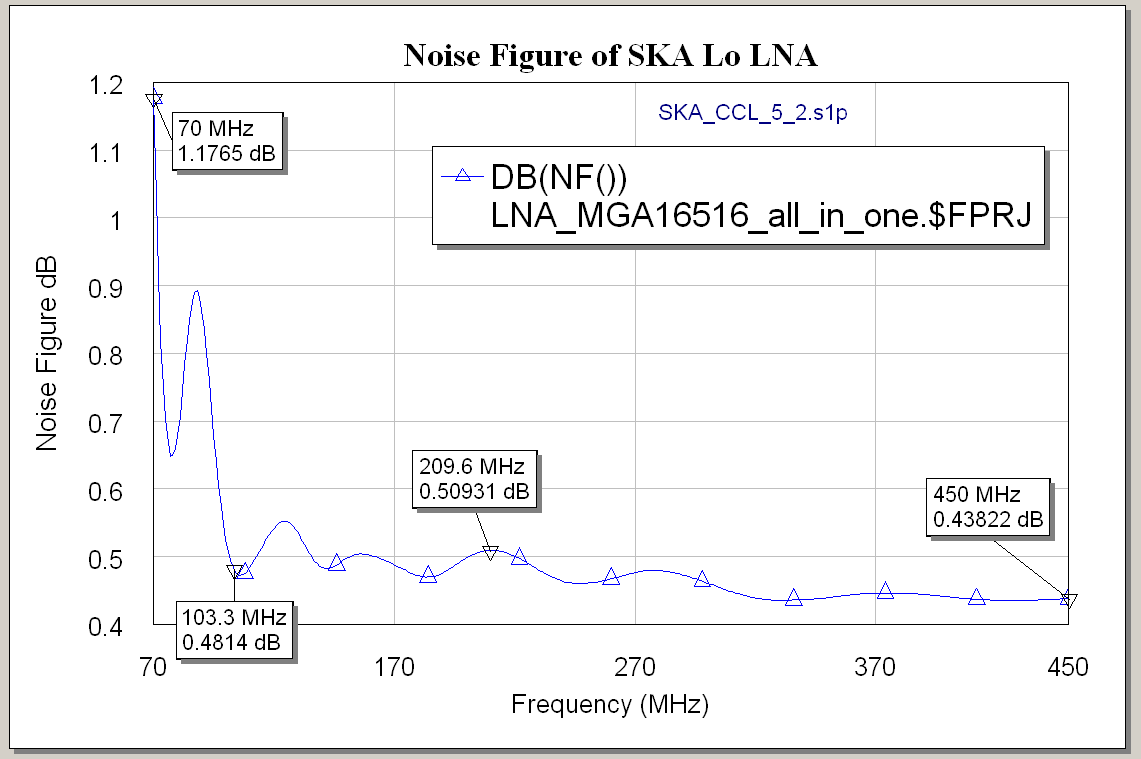 Noise Figure of SKA Lo LNA
SKA_CCL_5_2.s1p
DB(NF())
LNA_MGA16516_all_in_one.$FPRJ
70 MHz
1.1765 dB
209.6 MHz
0.50931 dB
450 MHz
0.43822 dB
103.3 MHz
0.4814 dB
Noise Figure dB
1.2
1.1
1
0.9
0.8
0.7
0.6
0.5
0.4
70 170 270 370 450
Frequency (MHz)